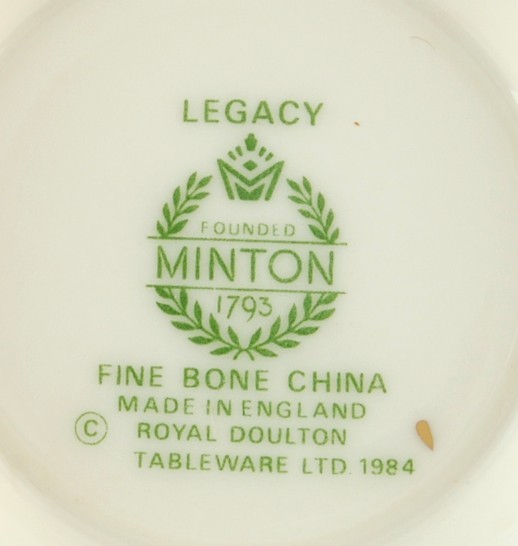 LEGACY
FOUNDED
MINTON
1793
FINE BONE CHINA
MADE IN ENGLAND
© ROYAL DOULTON
TABLEWARE LTD. 1984